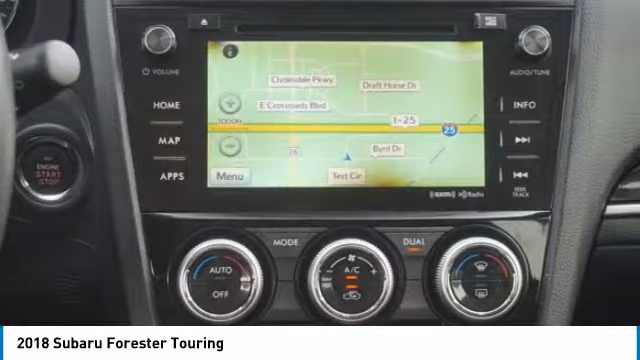 VOLUME
AUDIO/TUNE
HOME
MAP
APPS
INFO
SEEK
TRACK
Clydesdale Pkwy
Draft Horse Dr
E Crossroads Blvd
1000ft
I-25
25
26
Byrd Dr
Menu
Test Cir
SXM
HD Radio
ENGINE
START
STOP
MODE
DUAL
AUTO
OFF
A/C
- +
2018 Subaru Forester Touring